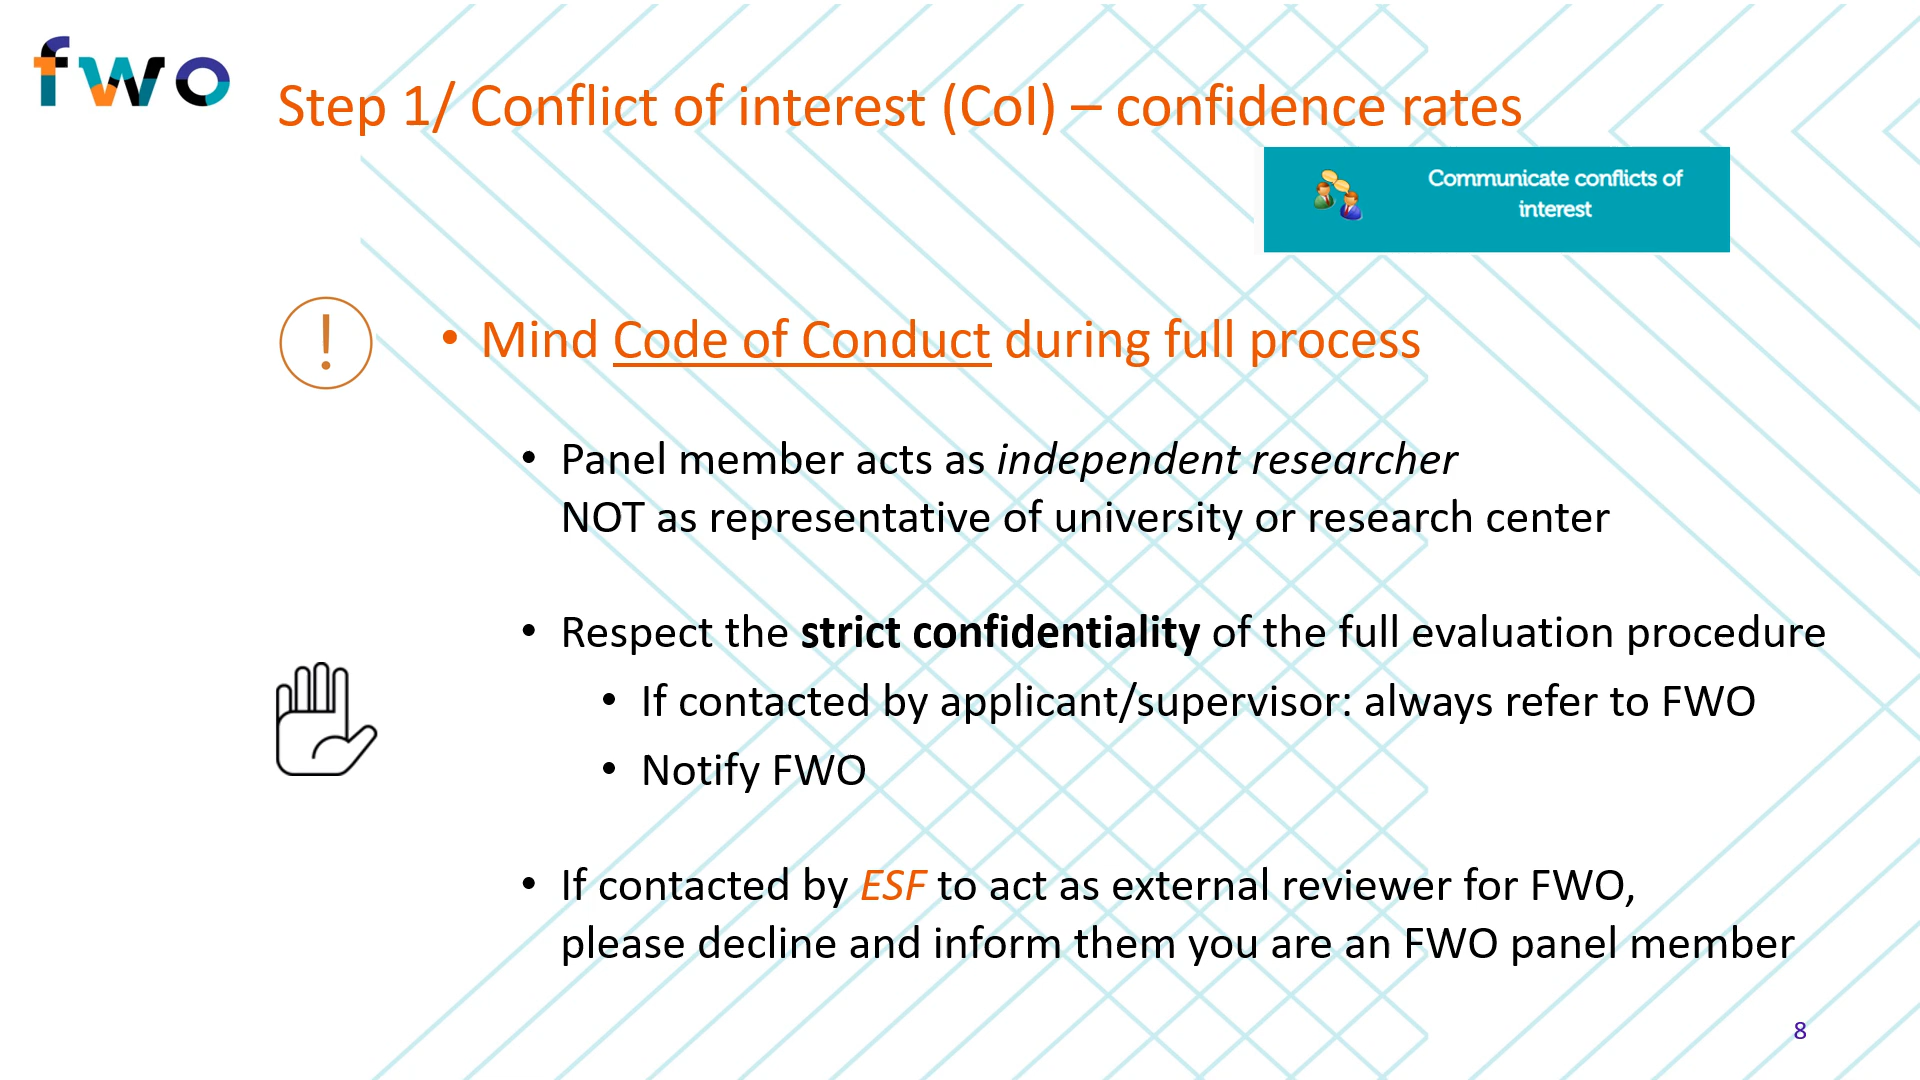 fwo
Step 1/ Conflict of interest (CoI) – confidence rates
Communicate conflicts of
interest
• Mind Code of Conduct during full process
• Panel member acts as independent researcher
NOT as representative of university or research center
• Respect the strict confidentiality of the full evaluation procedure
• If contacted by applicant/supervisor: always refer to FWO
• Notify FWO
• If contacted by ESF to act as external reviewer for FWO,
please decline and inform them you are an FWO panel member
8